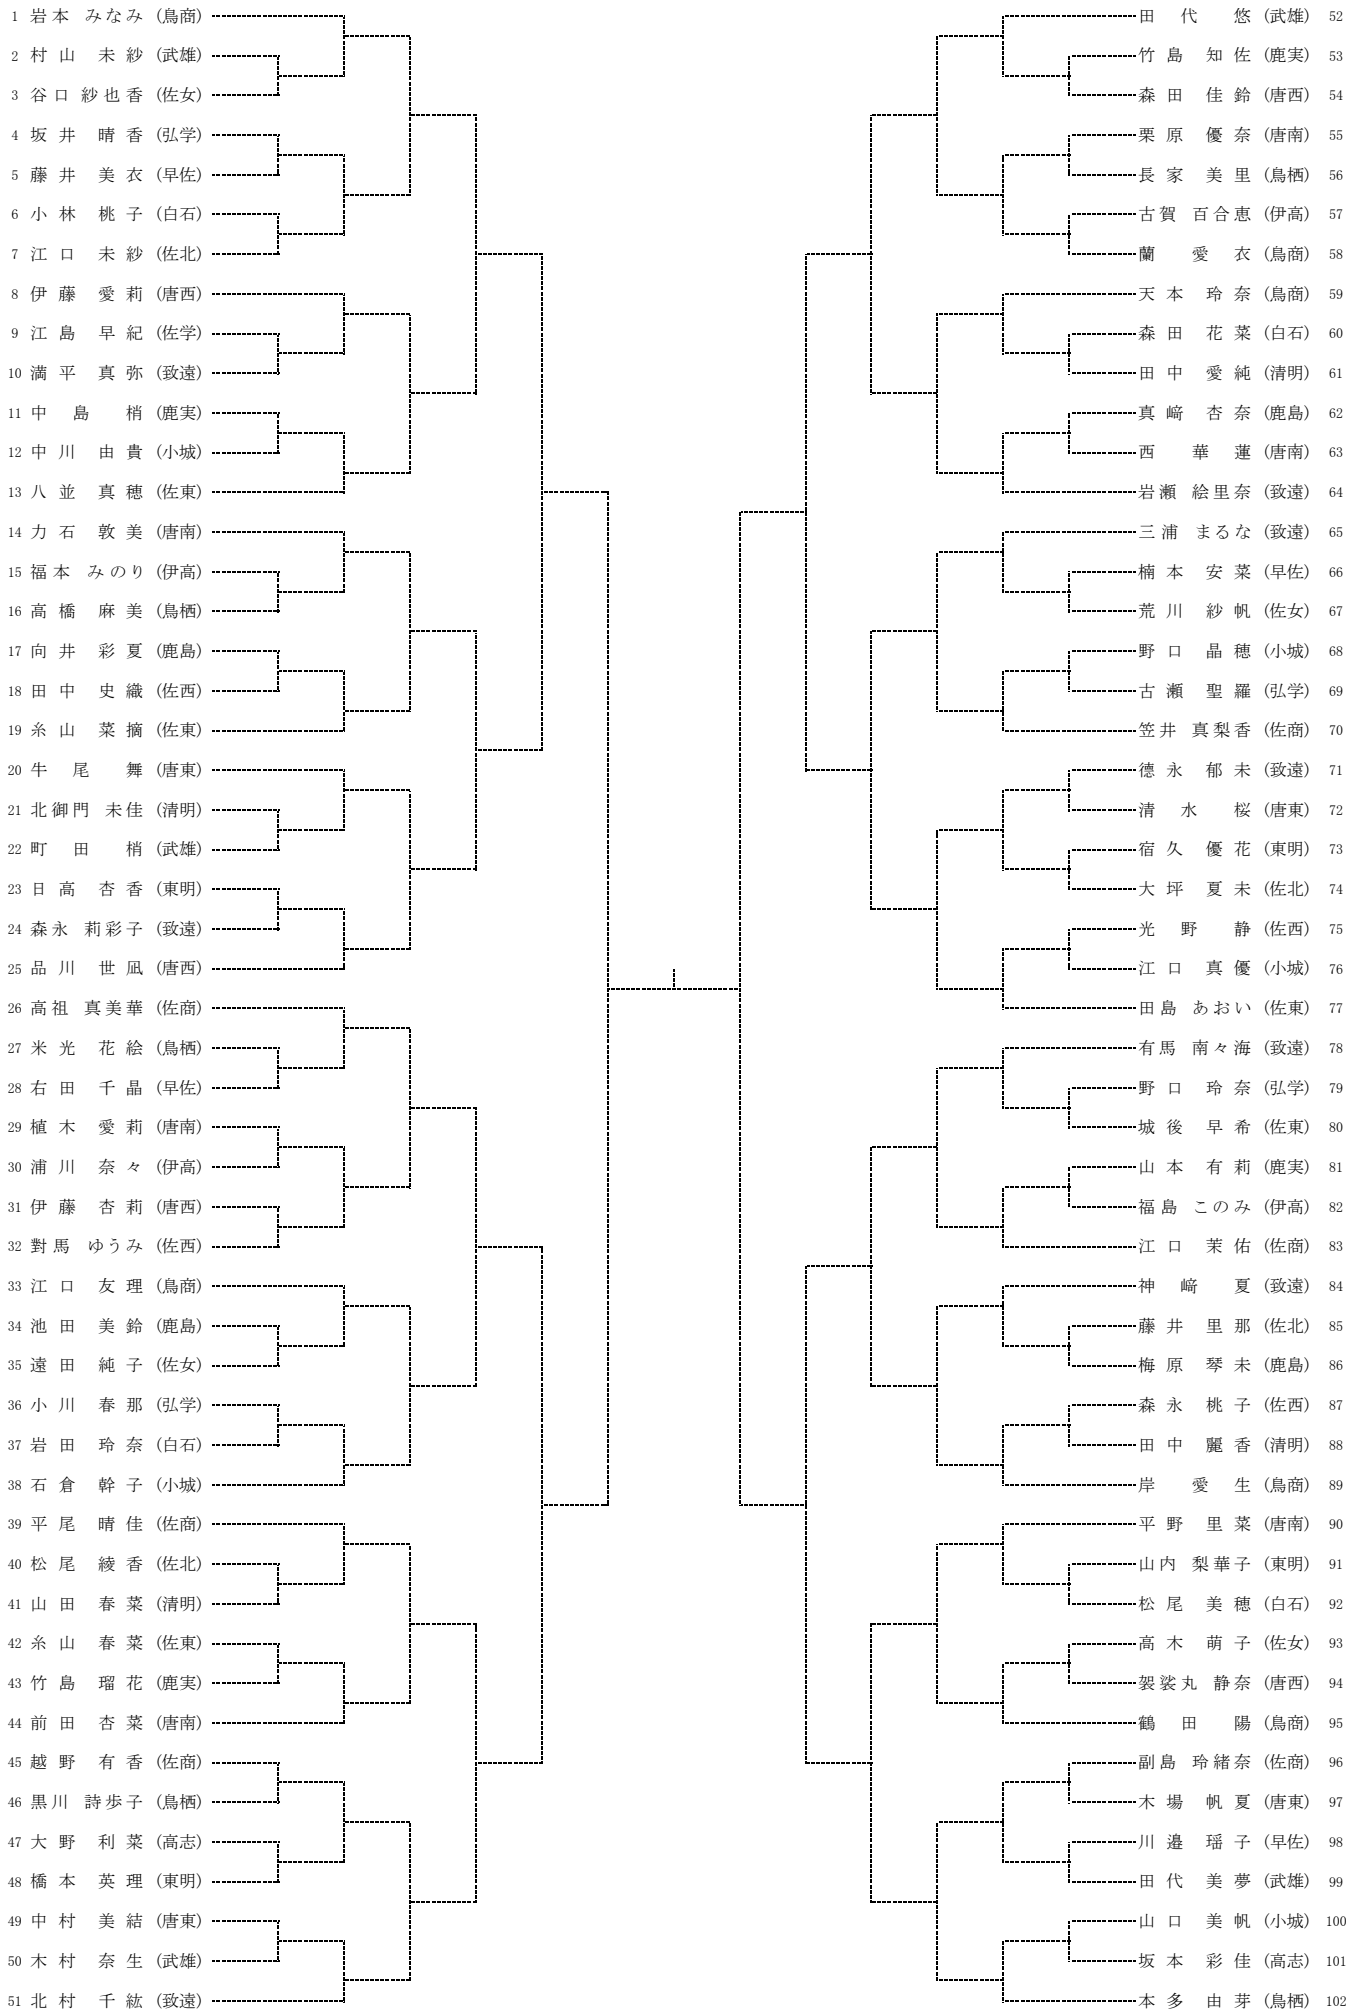 1 岩本 みなみ (鳥商)
2 村山 未紗 (武雄)
3 谷口 紗也香 (佐女)
4 坂井 晴香 (弘学)
5 藤井 美衣 (早佐)
6 小林 桃子 (白石)
7 江口 未紗 (佐北)
8 伊藤 愛莉 (唐西)
9 江島 早紀 (佐学)
10 満平 真弥 (致遠)
11 中島 梢 (鹿実)
12 中川 由貴 (小城)
13 八並 真穂 (佐東)
14 力石 敦美 (唐南)
15 福本 みのり (伊高)
16 高橋 麻美 (鳥栖)
17 向井 彩夏 (鹿島)
18 田中 史織 (佐西)
19 糸山 菜摘 (佐東)
20 牛尾 舞 (唐東)
21 北御門 未佳 (清明)
22 町田 梢 (武雄)
23 日高 杏香 (東明)
24 森永 莉彩子 (致遠)
25 品川 世凪 (唐西)
26 高祖 真美華 (佐商)
27 米光 花絵 (鳥栖)
28 右田 千晶 (早佐)
29 植木 愛莉 (唐南)
30 浦川 奈々 (伊高)
31 伊藤 杏莉 (唐西)
32 對馬 ゆうみ (佐西)
33 江口 友理 (鳥商)
34 池田 美鈴 (鹿島)
35 遠田 純子 (佐女)
36 小川 春那 (弘学)
37 岩田 玲奈 (白石)
38 石倉 幹子 (小城)
39 平尾 晴佳 (佐商)
40 松尾 綾香 (佐北)
41 山田 春菜 (清明)
42 糸山 春菜 (佐東)
43 竹島 瑠花 (鹿実)
44 前田 杏菜 (唐南)
45 越野 有香 (佐商)
46 黒川 詩歩子 (鳥栖)
47 大野 利菜 (高志)
48 橋本 英理 (東明)
49 中村 美結 (唐東)
50 木村 奈生 (武雄)
51 北村 千紘 (致遠)
田代 悠 (武雄) 52
竹島 知佐 (鹿実) 53
森田 佳鈴 (唐西) 54
栗原 優奈 (唐南) 55
長家 美里 (鳥栖) 56
古賀 百合恵 (伊高) 57
蘭 愛衣 (鳥商) 58
天本 玲奈 (鳥商) 59
森田 花菜 (白石) 60
田中 愛純 (清明) 61
真﨑 杏奈 (鹿島) 62
西 華蓮 (唐南) 63
岩瀬 絵里奈 (致遠) 64
三浦 まるな (致遠) 65
楠本 安菜 (早佐) 66
荒川 紗帆 (佐女) 67
野口 晶穂 (小城) 68
古瀬 聖羅 (弘学) 69
笠井 真梨香 (佐商) 70
德永 郁未 (致遠) 71
清水 桜 (唐東) 72
宿久 優花 (東明) 73
大坪 夏未 (佐北) 74
光野 静 (佐西) 75
江口 真優 (小城) 76
田島 あおい (佐東) 77
有馬 南々海 (致遠) 78
野口 玲奈 (弘学) 79
城後 早希 (佐東) 80
山本 有莉 (鹿実) 81
福島 このみ (伊高) 82
江口 茉佑 (佐商) 83
神﨑 夏 (致遠) 84
藤井 里那 (佐北) 85
梅原 琴未 (鹿島) 86
森永 桃子 (佐西) 87
田中 麗香 (清明) 88
岸 愛生 (鳥商) 89
平野 里菜 (唐南) 90
山内 梨華子 (東明) 91
松尾 美穂 (白石) 92
高木 萌子 (佐女) 93
袈裟丸 静奈 (唐西) 94
鶴田 陽 (鳥商) 95
副島 玲緒奈 (佐商) 96
木場 帆夏 (唐東) 97
川邉 瑶子 (早佐) 98
田代 美夢 (武雄) 99
山口 美帆 (小城) 100
坂本 彩佳 (高志) 101
本多 由芽 (鳥栖) 102